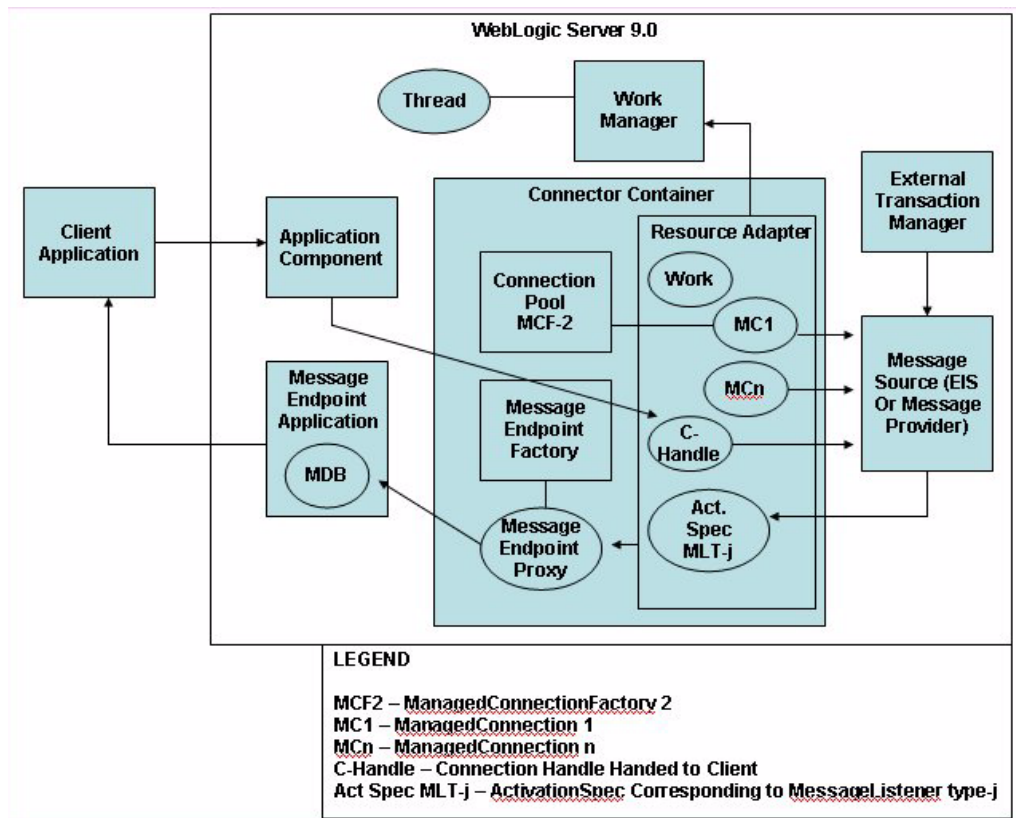 WebLogic Server 9.0
Thread
Work
Manager
External
Transaction
Manager
Connector Container
Client
Application
Application
Component
Resource Adapter
Connection
Pool
MCF-2
Work
MC1
MCn
Message
Source (EIS
Or Message
Provider)
Message
Endpoint
Application
MDB
Message
Endpoint
Factory
C-
Handle
Message
Endpoint
Proxy
Act.
Spec
MLT-j
LEGEND
MCF2 – ManagedConnectionFactory 2
MC1 – ManagedConnection 1
MCn – ManagedConnection n
C-Handle – Connection Handle Handed to Client
Act Spec MLT-j – ActivationSpec Corresponding to MessageListener type-j